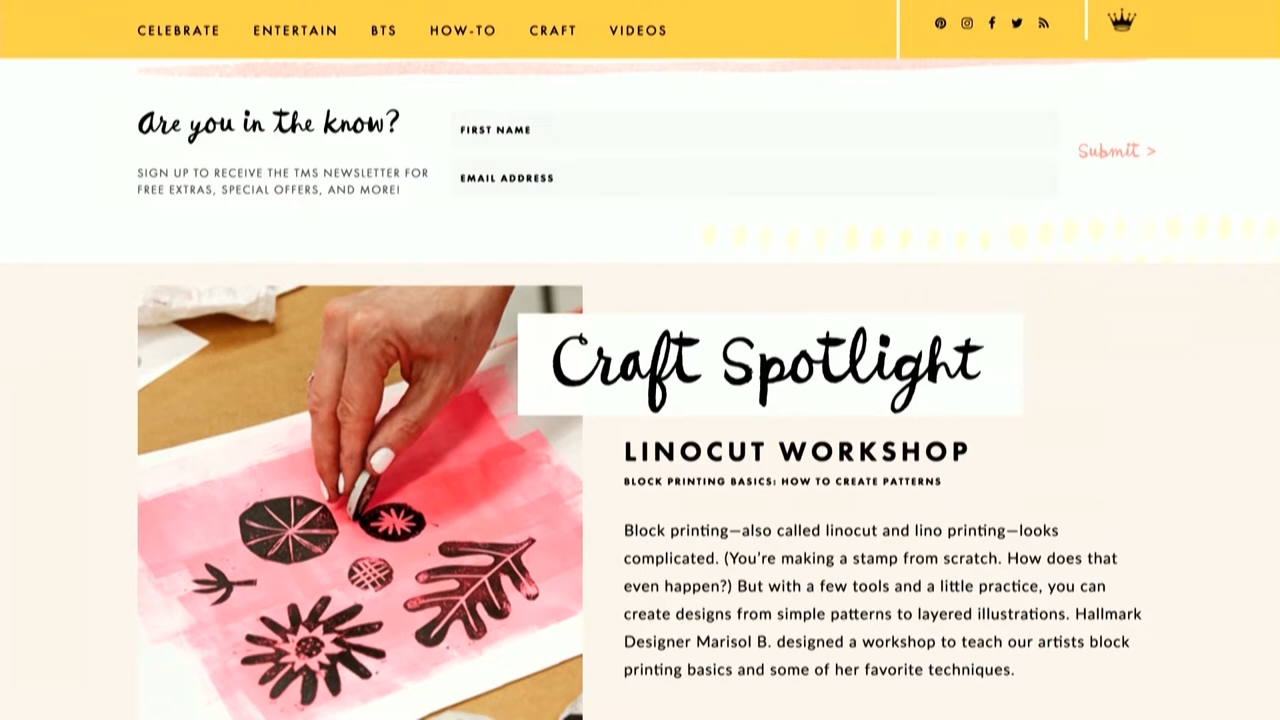 CELEBRATE ENTERTAIN BTS HOW-TO CRAFT VIDEOS
are you in the know?
SIGN UP TO RECEIVE THE TMS NEWSLETTER FOR
FREE EXTRAS, SPECIAL OFFERS, AND MORE!
FIRST NAME
EMAIL ADDRESS
Submit >
Craft Spotlight
LINOCUT WORKSHOP
BLOCK PRINTING BASICS: HOW TO CREATE PATTERNS
Block printing—also called linocut and lino printing—looks
complicated. (You're making a stamp from scratch. How does that
even happen?) But with a few tools and a little practice, you can
create designs from simple patterns to layered illustrations. Hallmark
Designer Marisol B. designed a workshop to teach our artists block
printing basics and some of her favorite techniques.